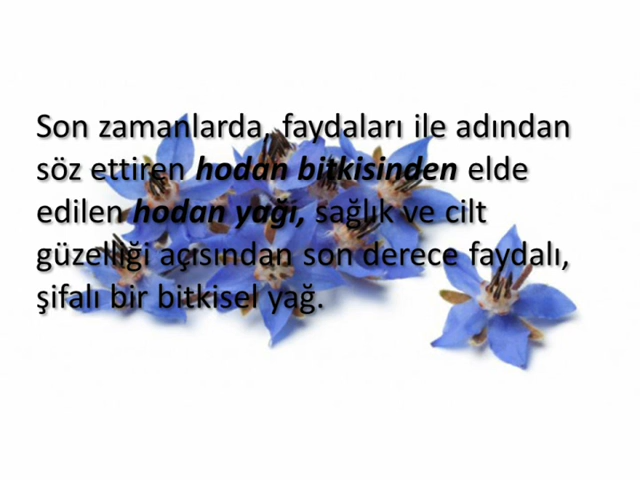 Son zamanlarda, faydaları ile adından
söz ettiren hodan bitkisinden elde
edilen hodan yağı, sağlık ve cilt
güzelliği açısından son derece faydalı,
şifalı bir bitkisel yağ.